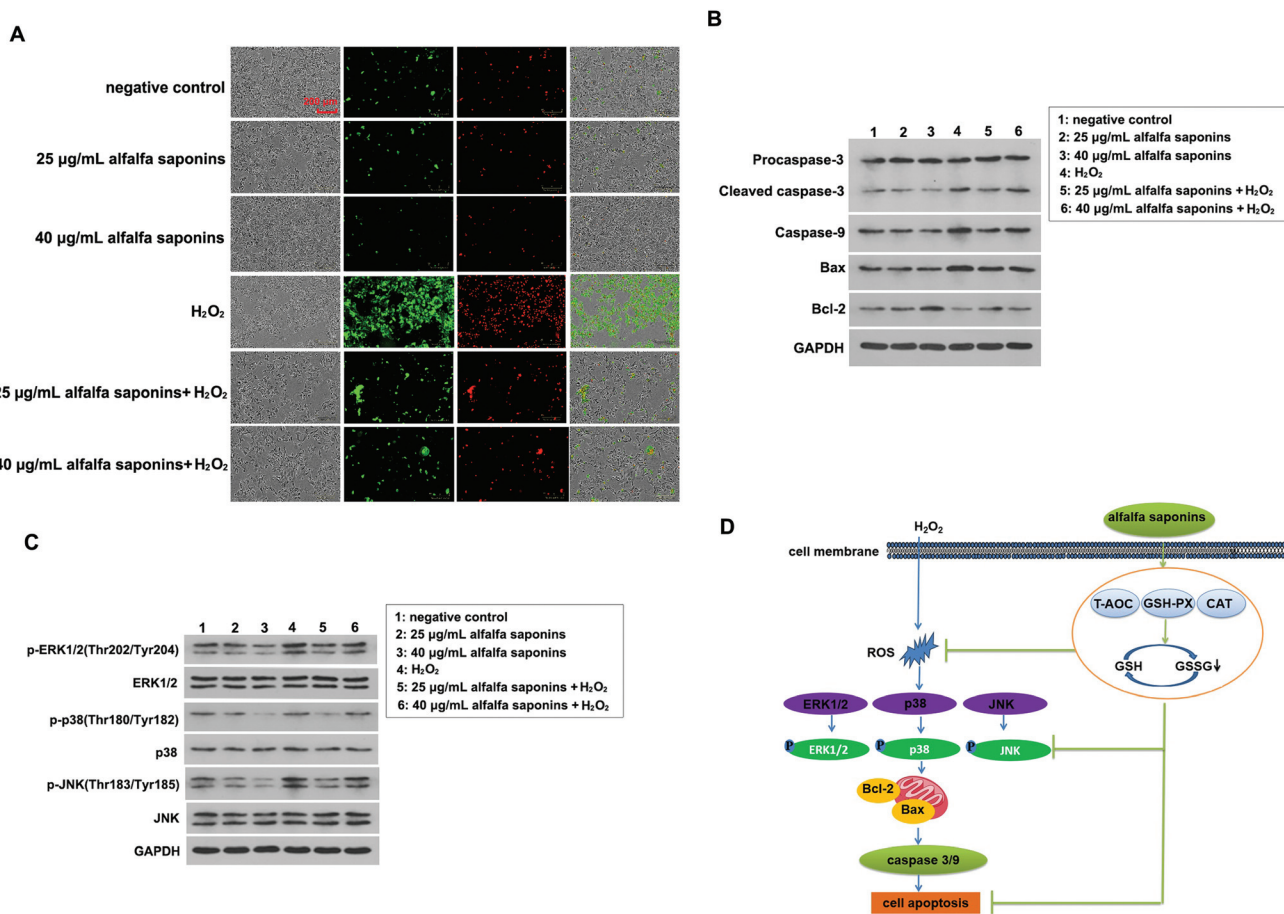 A
negative control
200 µm
25 µg/mL alfalfa saponins
40 µg/mL alfalfa saponins
H₂O₂
25 µg/mL alfalfa saponins+ H₂O₂
40 µg/mL alfalfa saponins+ H₂O₂
B
1 2 3 4 5 6
Procaspase-3
Cleaved caspase-3
Caspase-9
Bax
Bcl-2
GAPDH
1: negative control
2: 25 µg/mL alfalfa saponins
3: 40 µg/mL alfalfa saponins
4: H₂O₂
5: 25 µg/mL alfalfa saponins + H₂O₂
6: 40 µg/mL alfalfa saponins + H₂O₂
C
1 2 3 4 5 6
p-ERK1/2(Thr202/Tyr204)
ERK1/2
p-p38(Thr180/Tyr182)
p38
p-JNK(Thr183/Tyr185)
JNK
GAPDH
1: negative control
2: 25 µg/mL alfalfa saponins
3: 40 µg/mL alfalfa saponins
4: H₂O₂
5: 25 µg/mL alfalfa saponins + H₂O₂
6: 40 µg/mL alfalfa saponins + H₂O₂
D
H₂O₂
alfalfa saponins
cell membrane
T-AOC GSH-PX CAT
GSH GSSG↓
ROS
ERK1/2 p38 JNK
P ERK1/2 P p38 P JNK
Bcl-2
Bax
caspase 3/9
cell apoptosis